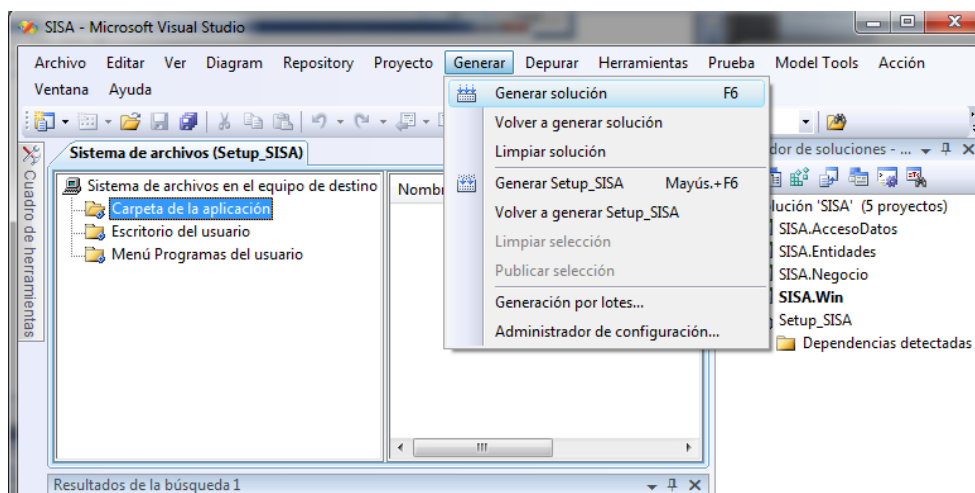 SISA - Microsoft Visual Studio
Archivo Editar Ver Diagram Repository Proyecto Generar Depurar Herramientas Prueba Model Tools Acción
Ventana Ayuda
Generar solución F6
Volver a generar solución
Limpiar solución
Generar Setup_SISA Mayús.+F6
Volver a generar Setup_SISA
Limpiar selección
Publicar selección
Generación por lotes...
Administrador de configuración...
Cuadro de herramientas
Sistema de archivos (Setup_SISA)
Sistema de archivos en el equipo de destino
Carpeta de la aplicación
Escritorio del usuario
Menú Programas del usuario
Nomb
dor de soluciones - ...
lución 'SISA' (5 proyectos)
SISA.AccesoDatos
SISA.Entidades
SISA.Negocio
SISA.Win
Setup_SISA
Dependencias detectadas
Resultados de la búsqueda 1